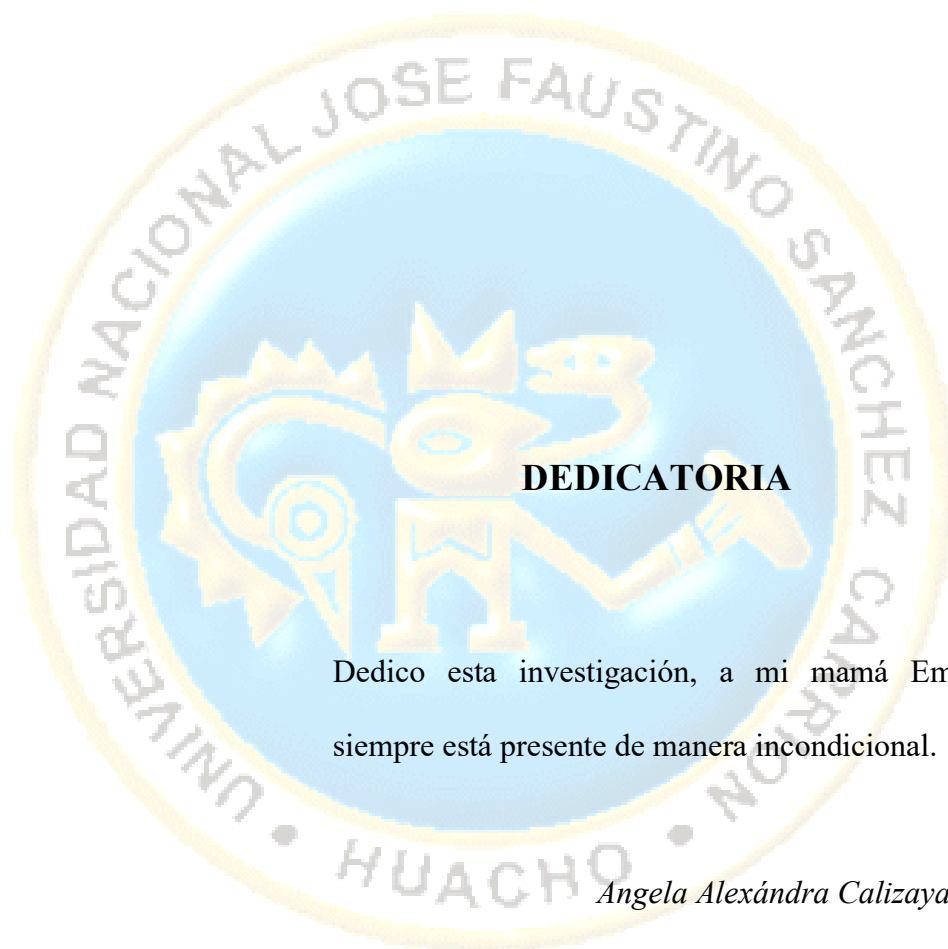 UNIVERSIDAD NACIONAL JOSE FAUSTINO SANCHEZ CARRION
• HUACHO •
DEDICATORIA
Dedico esta investigación, a mi mamá Em
siempre está presente de manera incondicional.
Angela Alexándra Calizaya